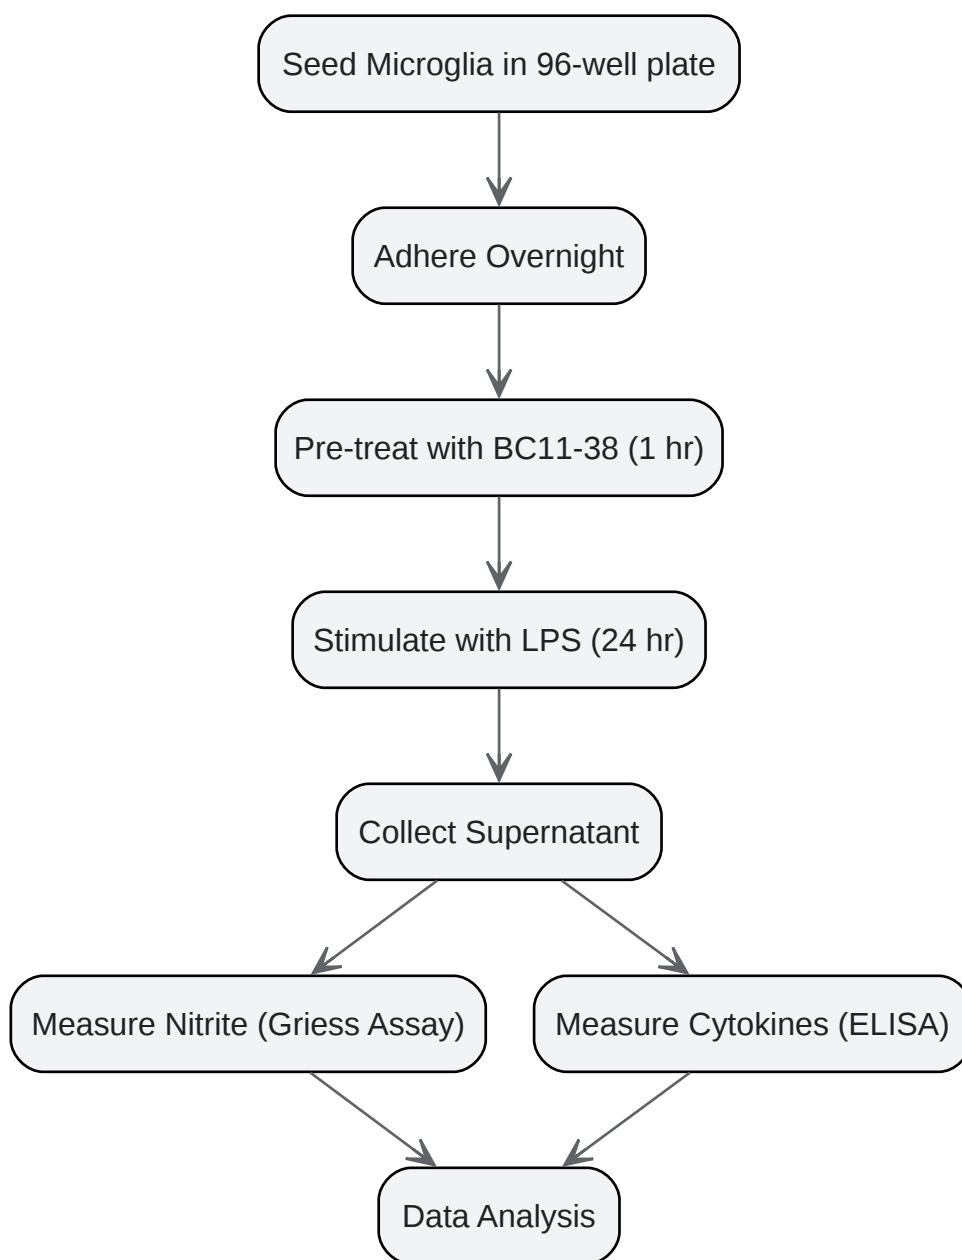 Seed Microglia in 96-well plate
Adhere Overnight
Pre-treat with BC11-38 (1 hr)
Stimulate with LPS (24 hr)
Collect Supernatant
Measure Nitrite (Griess Assay)
Measure Cytokines (ELISA)
Data Analysis